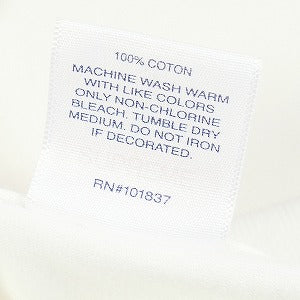 100% COTON
MACHINE WASH WARM
WITH LIKE COLORS
ONLY NON-CHLORINE
BLEACH. TUMBLE DRY
MEDIUM. DO NOT IRON
IF DECORATED.
RN#101837